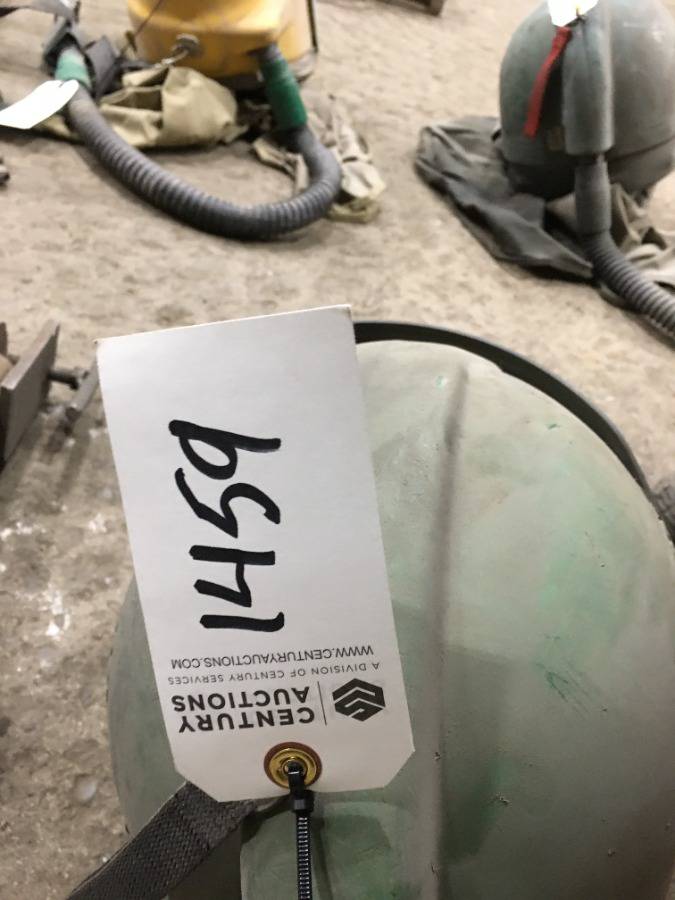 CENTURY
AUCTIONS
A DIVISION OF CENTURY SERVICES
WWW.CENTURYAUCTIONS.COM
1459